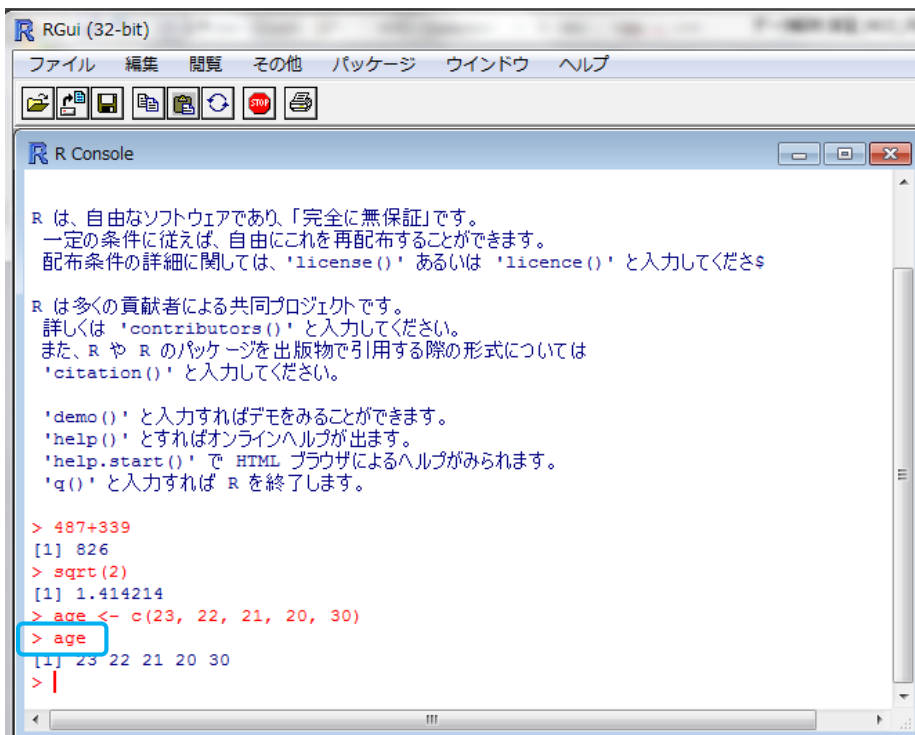 RGui (32-bit)
ファイル 編集 閲覧 その他 パッケージ ウインドウ ヘルプ
STOP
R Console
R は、自由なソフトウェアであり、「完全に無保証」です。
一定の条件に従えば、自由にこれを再配布することができます。
配布条件の詳細に関しては、'license()' あるいは 'licence()' と入力してくださ$
R は多くの貢献者による共同プロジェクトです。
詳しくは 'contributors()' と入力してください。
また、R や R のパッケージを出版物で引用する際の形式については
'citation()' と入力してください。
'demo()' と入力すればデモをみることができます。
'help()' とすればオンラインヘルプが出ます。
'help.start()' で HTML ブラウザによるヘルプがみられます。
'q()' と入力すれば R を終了します。
> 487+339
[1] 826
> sqrt(2)
[1] 1.414214
> age <- c(23, 22, 21, 20, 30)
> age
[1] 23 22 21 20 30
>